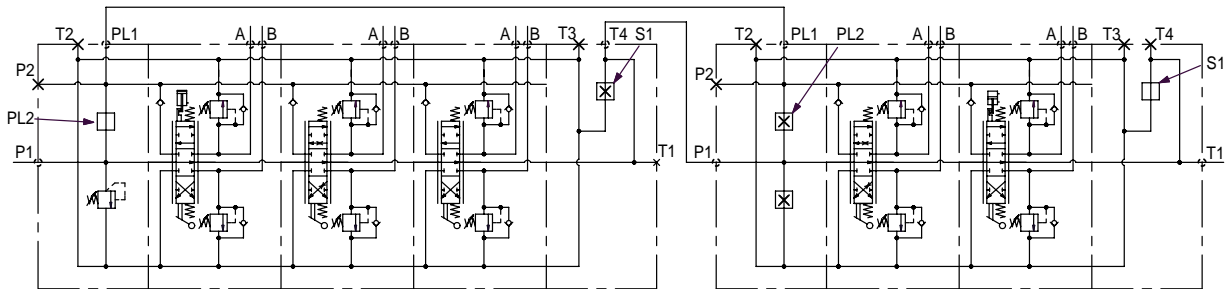 T2 PL1 A B A B A B T3 T4 S1 T2 PL1 A B A B T3 T4
PL2
S1
P2 P2
PL2
P1 T1 P1 T1